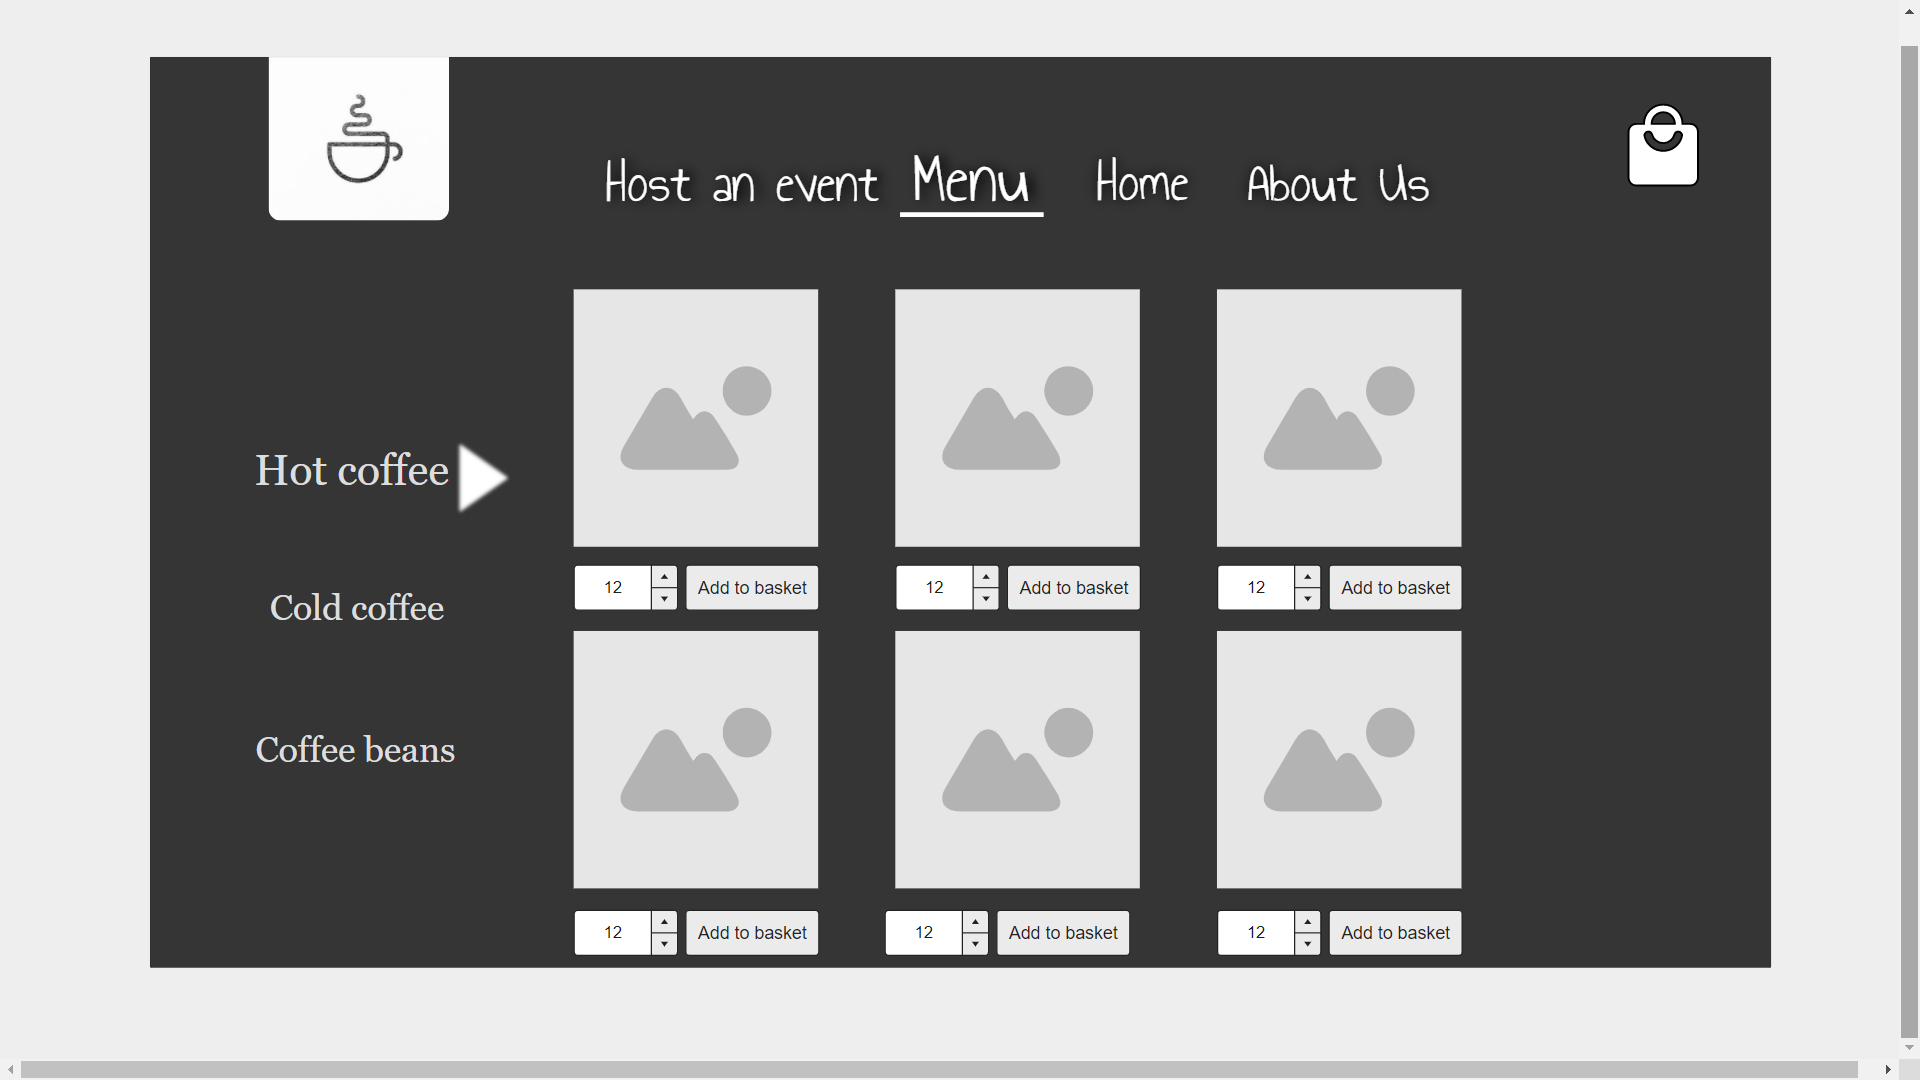 Host an event Menu Home About Us
Hot coffee
12 Add to basket 12 Add to basket 12 Add to basket
Cold coffee
Coffee beans
12 Add to basket 12 Add to basket 12 Add to basket